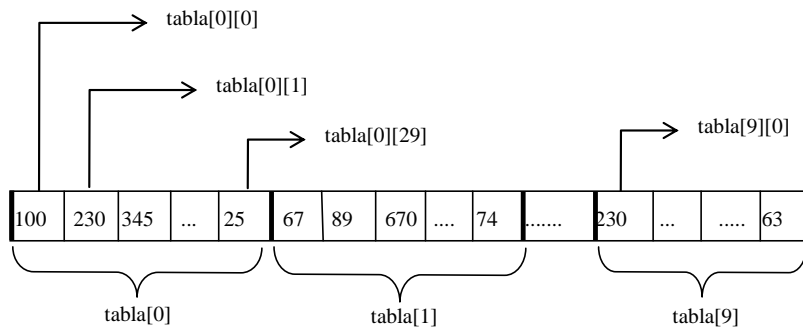 tabla[0][0]
tabla[0][1]
tabla[0][29]
tabla[9][0]
100 230 345 ... 25 67 89 670 .... 74 ....... 230 ... ..... 63
tabla[0] tabla[1] tabla[9]